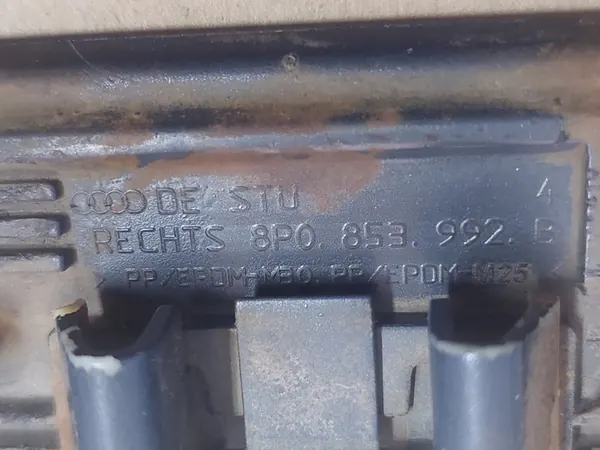 DE STU 4
RECHTS 8P0. 853. 992. B
PP/EPDM-M30. PP/EPDM-M25